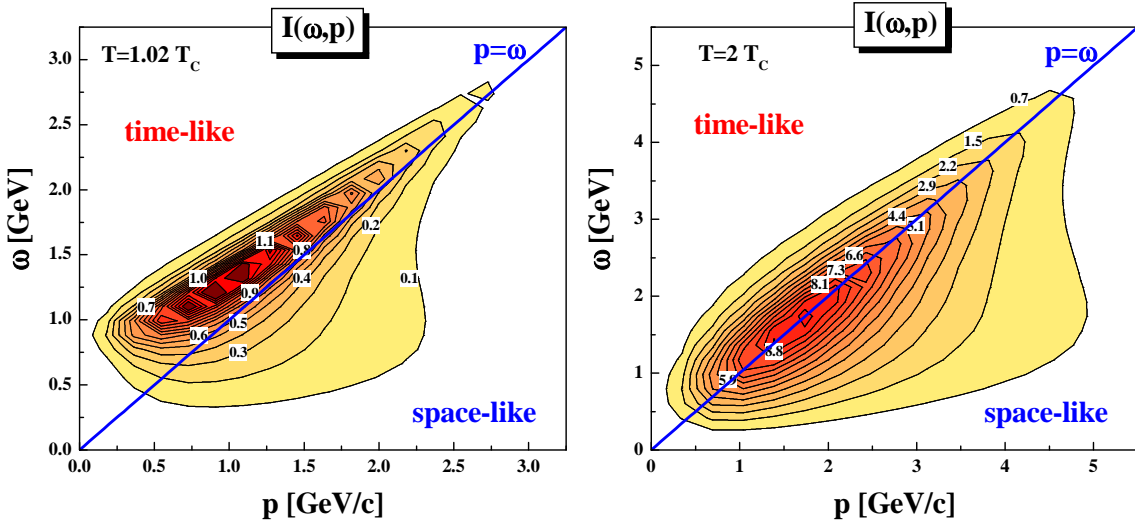 I(ω,p)
T=1.02 T_C
p=ω
time-like
space-like
3.0
2.5
2.0
1.5
1.0
0.5
0.0
ω [GeV]
1.1
0.8
0.2
1.0
0.9
0.4
0.1
0.7
0.6
0.5
0.3
0.0 0.5 1.0 1.5 2.0 2.5 3.0
p [GeV/c]
I(ω,p)
T=2 T_C
p=ω
time-like
space-like
5
4
3
2
1
0
ω [GeV]
0.7
1.5
2.2
2.9
4.4
5.1
6.6
7.3
8.1
8.8
5.9
0 1 2 3 4 5
p [GeV/c]